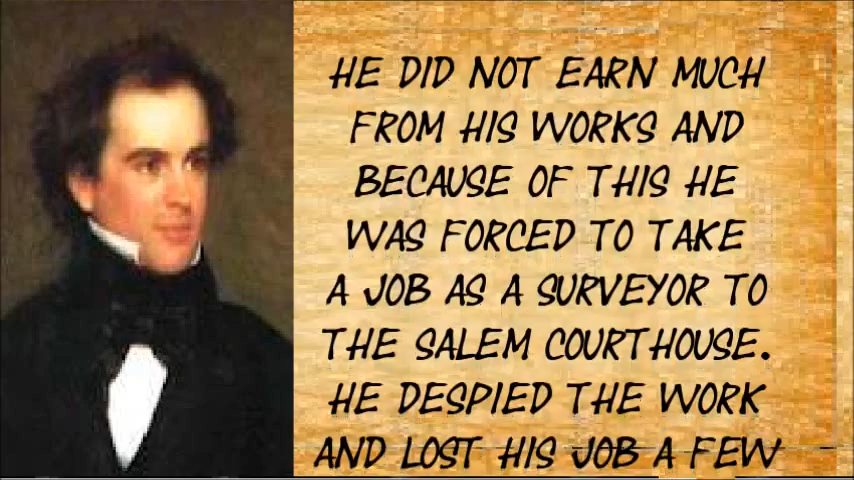 HE DID NOT EARN MUCH
FROM HIS WORKS AND
BECAUSE OF THIS HE
WAS FORCED TO TAKE
A JOB AS A SURVEYOR TO
THE SALEM COURTHOUSE.
HE DESPIED THE WORK
AND LOST HIS JOB A FEW